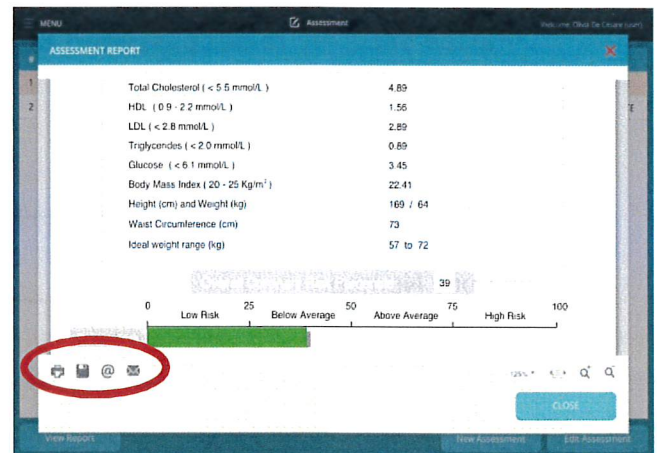 MENU Assessment
ASSESSMENT REPORT
1
2
Total Cholesterol ( < 5.5 mmol/L ) 4.89
HDL ( 0.9 - 2.2 mmol/L ) 1.56
LDL ( < 2.8 mmol/L ) 2.89
Triglycerides ( < 2.0 mmol/L ) 0.89
Glucose ( < 6.1 mmol/L ) 3.45
Body Mass Index ( 20 - 25 Kg/m² ) 22.41
Height (cm) and Weight (kg) 169 / 64
Waist Circumference (cm) 73
Ideal weight range (kg) 57 to 72
39
0 25 50 75 100
Low Risk Below Average Above Average High Risk
@
125%
CLOSE
View Report New Assessment Edit Assessment